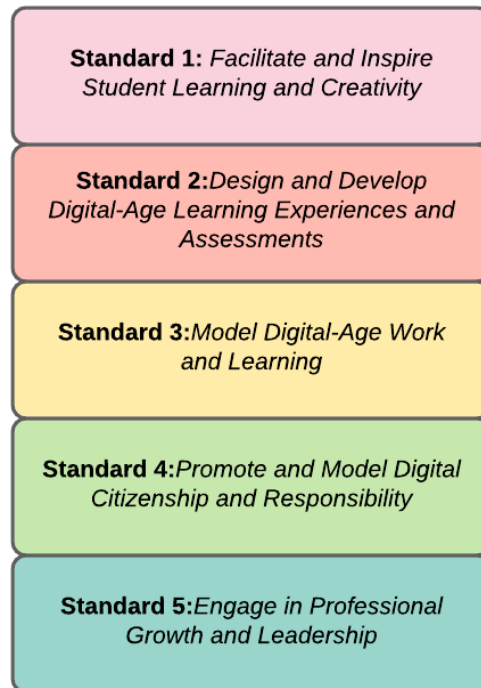 Standard 1: Facilitate and Inspire
Student Learning and Creativity
Standard 2:Design and Develop
Digital-Age Learning Experiences and
Assessments
Standard 3:Model Digital-Age Work
and Learning
Standard 4:Promote and Model Digital
Citizenship and Responsibility
Standard 5:Engage in Professional
Growth and Leadership